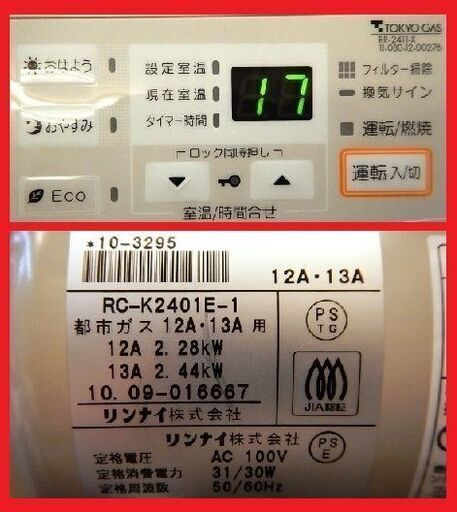 TOKYO GAS
RR-2411-X
11-030-12-00276
おはよう
設定室温
17
フィルター掃除
現在室温
換気サイン
おやすみ
タイマー時間
運転/燃焼
ロック同時押し
Eco
▼
▲
運転 入/切
室温/時間合せ
*10-3295
12A・13A
RC-K2401E-1
都市ガス 12A・13A 用
12A 2.28kW
13A 2.44kW
10.09-016667
リンナイ株式会社
PS
TG
JIA認証
リンナイ株式会社
定格電圧 AC 100V
定格消費電力 31/30W
定格周波数 50/60Hz
PS
E